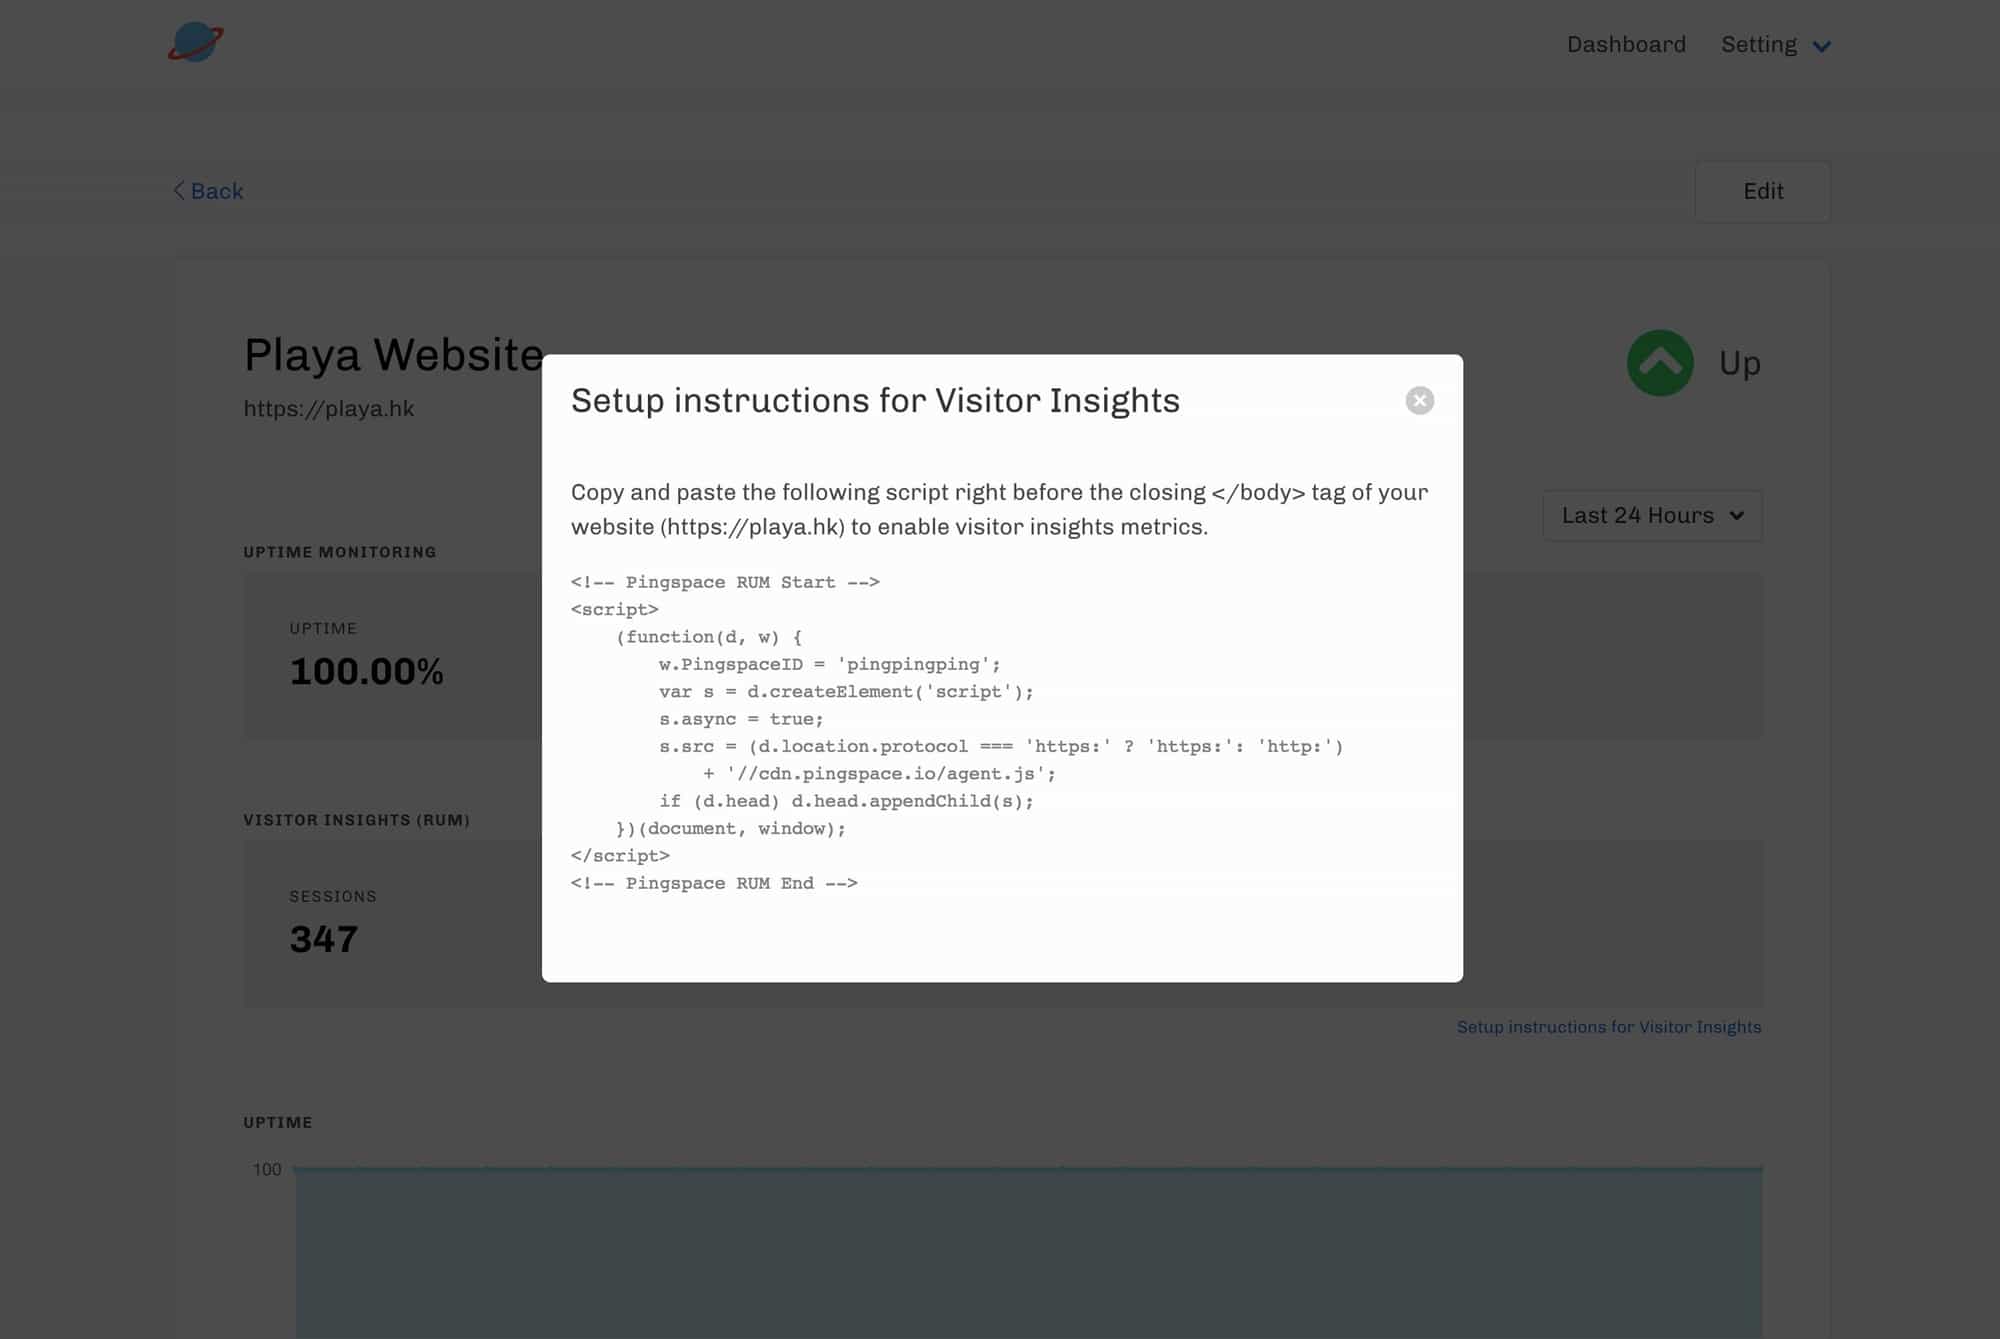 Dashboard Setting
Back
Edit
Playa Website
https://playa.hk
Up
Last 24 Hours
UPTIME MONITORING
UPTIME
100.00%
VISITOR INSIGHTS (RUM)
SESSIONS
347
Setup instructions for Visitor Insights
Copy and paste the following script right before the closing </body> tag of your
website (https://playa.hk) to enable visitor insights metrics.
<!-- Pingspace RUM Start -->
<script>
    (function(d, w) {
        w.PingspaceID = 'pingpingping';
        var s = d.createElement('script');
        s.async = true;
        s.src = (d.location.protocol === 'https:' ? 'https:': 'http:')
            + '//cdn.pingspace.io/agent.js';
        if (d.head) d.head.appendChild(s);
    })(document, window);
</script>
<!-- Pingspace RUM End -->
Setup instructions for Visitor Insights
UPTIME
100